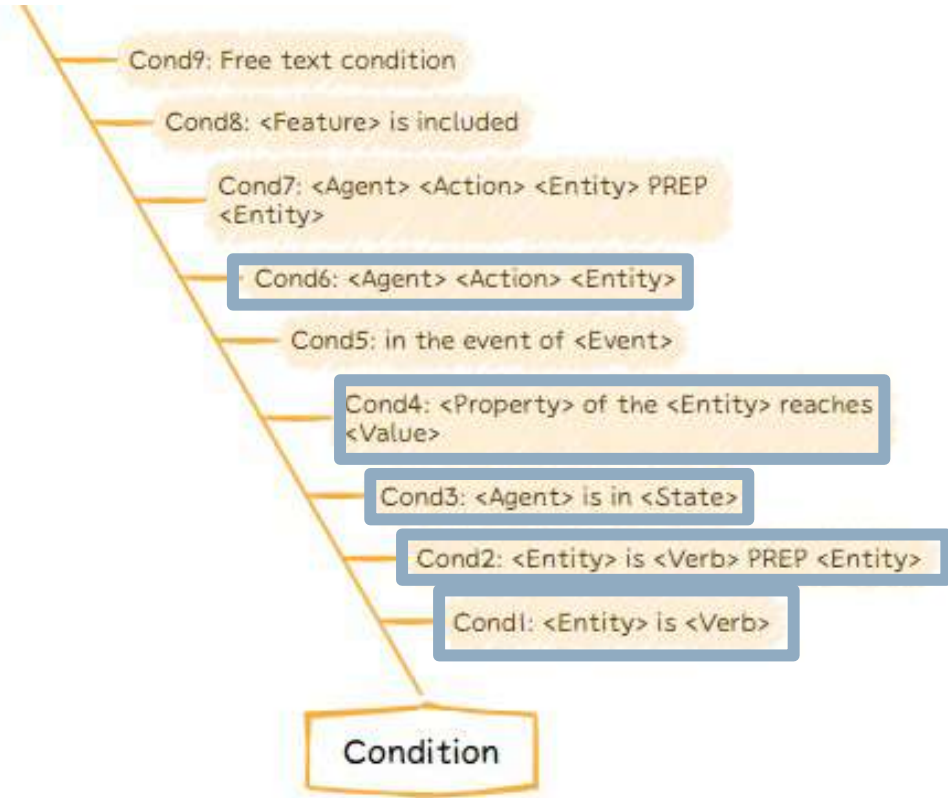 Cond9: Free text condition
Cond8: <Feature> is included
Cond7: <Agent> <Action> <Entity> PREP
<Entity>
Cond6: <Agent> <Action> <Entity>
Cond5: in the event of <Event>
Cond4: <Property> of the <Entity> reaches
<Value>
Cond3: <Agent> is in <State>
Cond2: <Entity> is <Verb> PREP <Entity>
Cond1: <Entity> is <Verb>
Condition